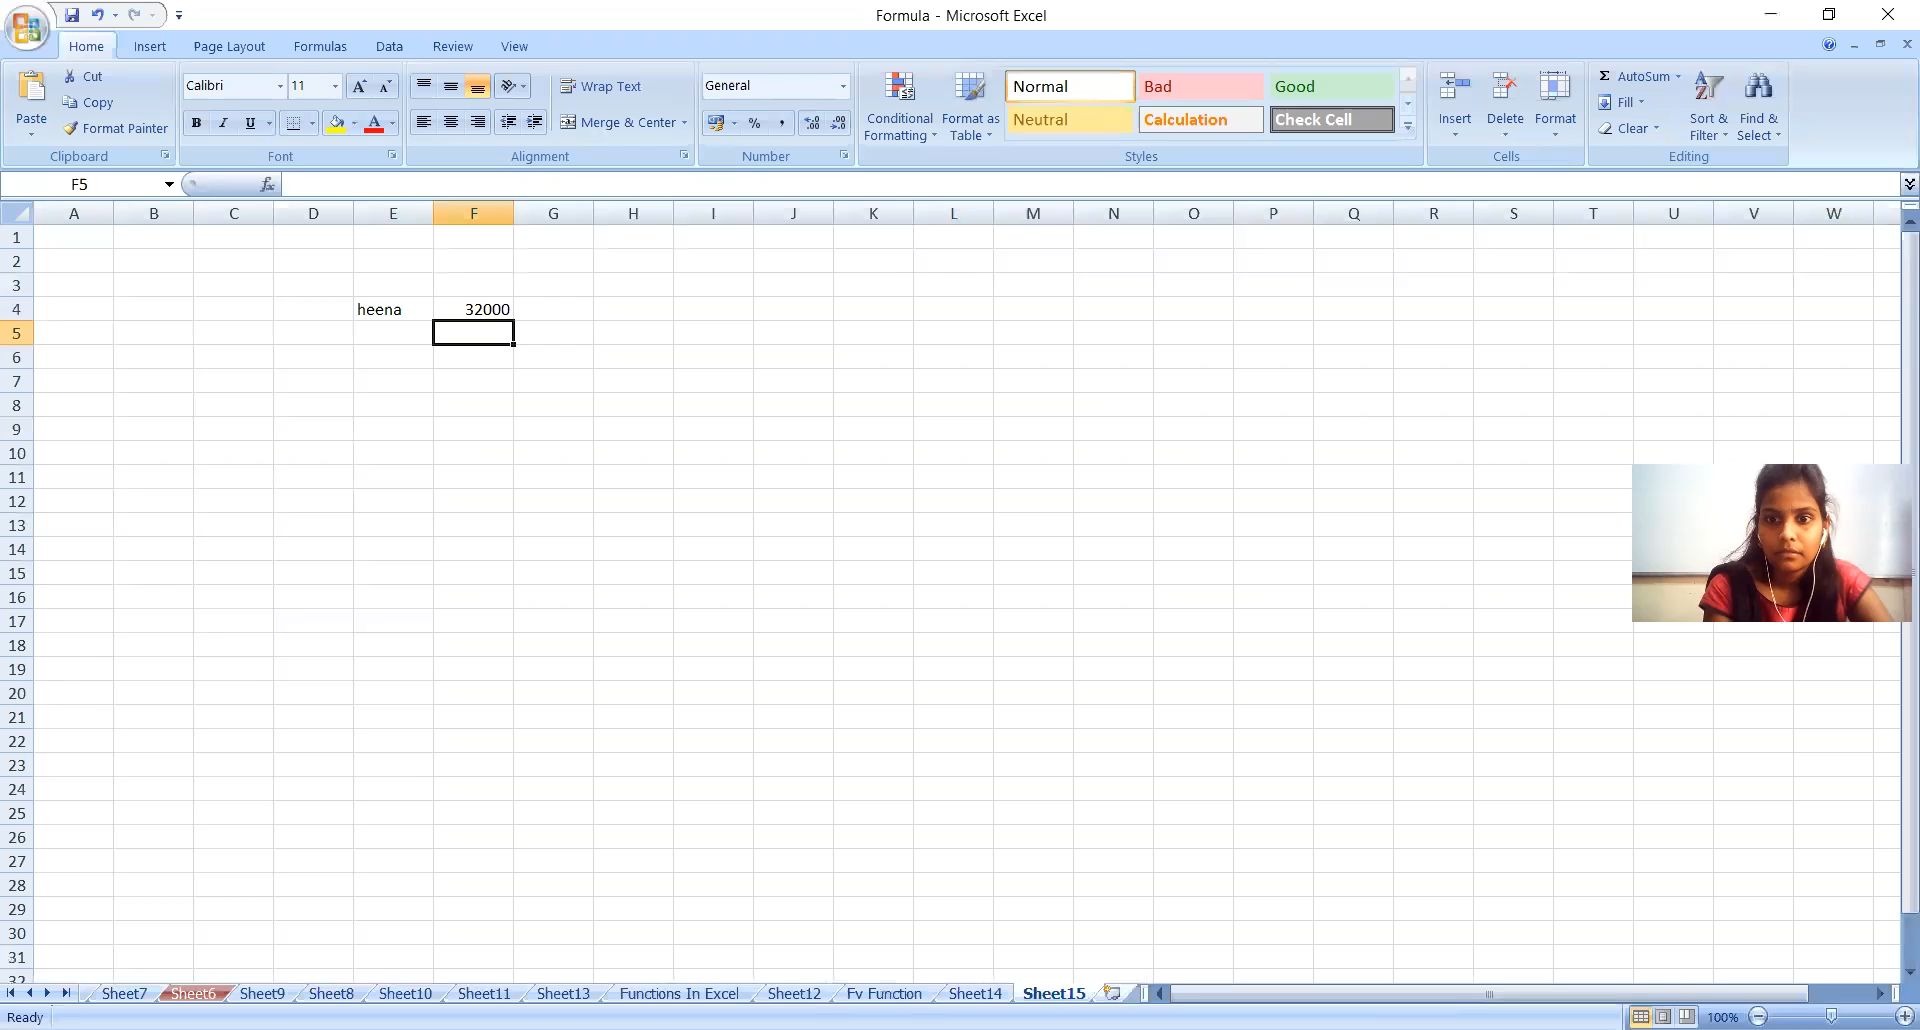 Formula - Microsoft Excel
Home Insert Page Layout Formulas Data Review View
Paste
Cut
Copy
Format Painter
Clipboard
Calibri 11
B I U
Font
Wrap Text
Merge & Center
Alignment
General
%
Number
Conditional Formatting
Format as Table
Normal Bad Good
Neutral Calculation Check Cell
Styles
Insert Delete Format
Cells
Σ AutoSum
Fill
Clear
Sort & Filter
Find & Select
Editing
F5 fx
A B C D E F G H I J K L M N O P Q R S T U V W
1
2
3
4 heena 32000
5
6
7
8
9
10
11
12
13
14
15
16
17
18
19
20
21
22
23
24
25
26
27
28
29
30
31
32
Sheet7 Sheet6 Sheet9 Sheet8 Sheet10 Sheet11 Sheet13 Functions In Excel Sheet12 Fv Function Sheet14 Sheet15
Ready 100%